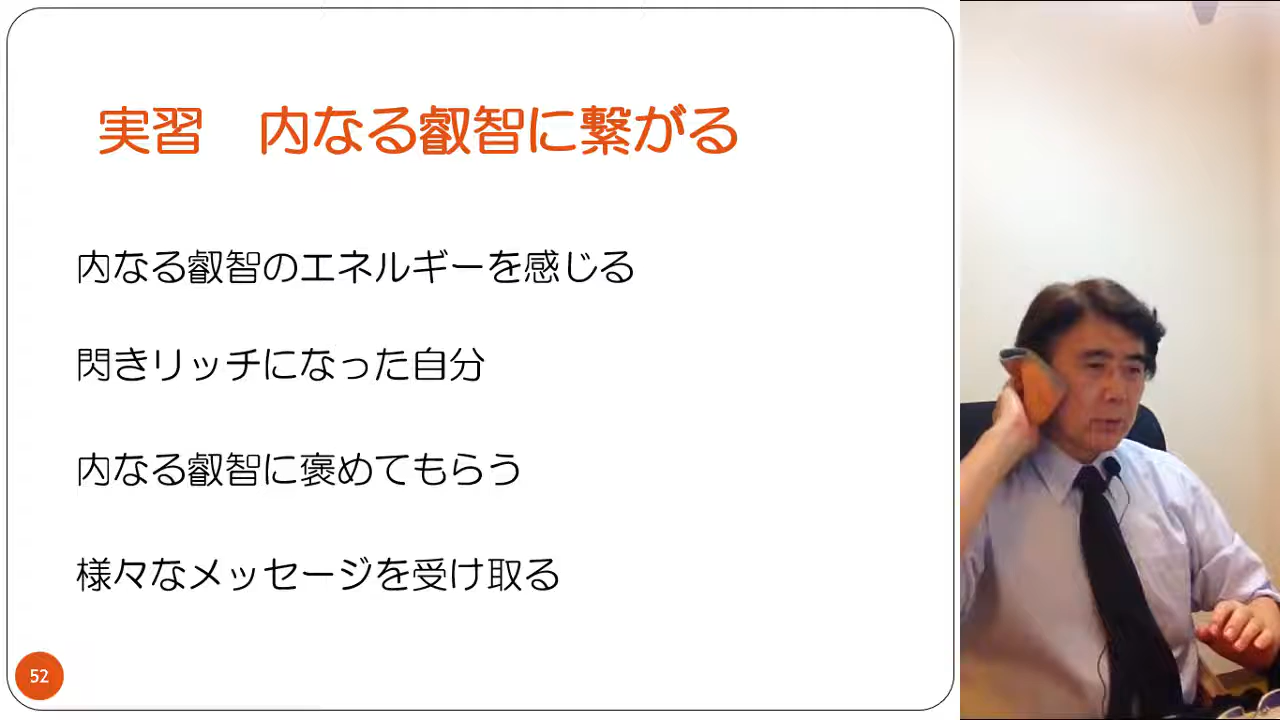 実習　内なる叡智に繋がる
内なる叡智のエネルギーを感じる
閃きリッチになった自分
内なる叡智に褒めてもらう
様々なメッセージを受け取る
52